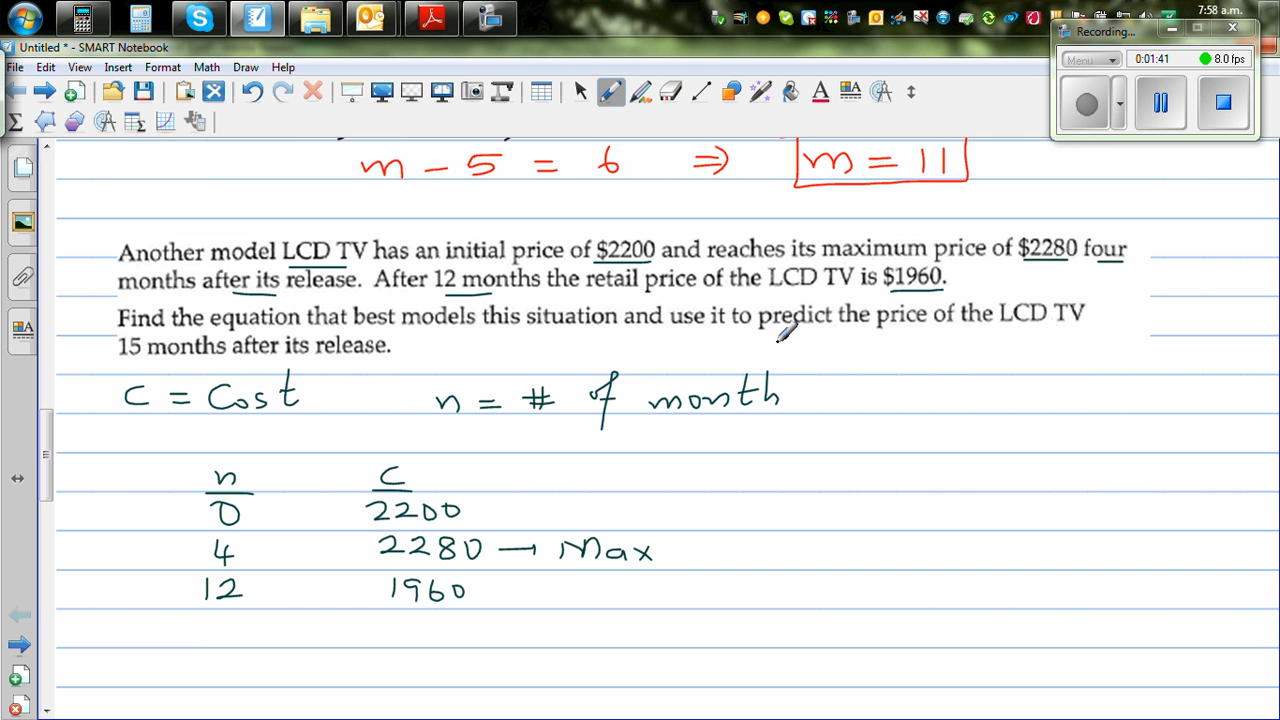 7:58 a.m.
Untitled * - SMART Notebook
Recording...
File Edit View Insert Format Math Draw Help
Menu 0:01:41 8.0 fps
m - 5 = 6 ⇒ m = 11
Another model LCD TV has an initial price of $2200 and reaches its maximum price of $2280 four
months after its release. After 12 months the retail price of the LCD TV is $1960.
Find the equation that best models this situation and use it to predict the price of the LCD TV
15 months after its release.
C = Cost n = # of month
n C
0 2200
4 2280 → Max
12 1960